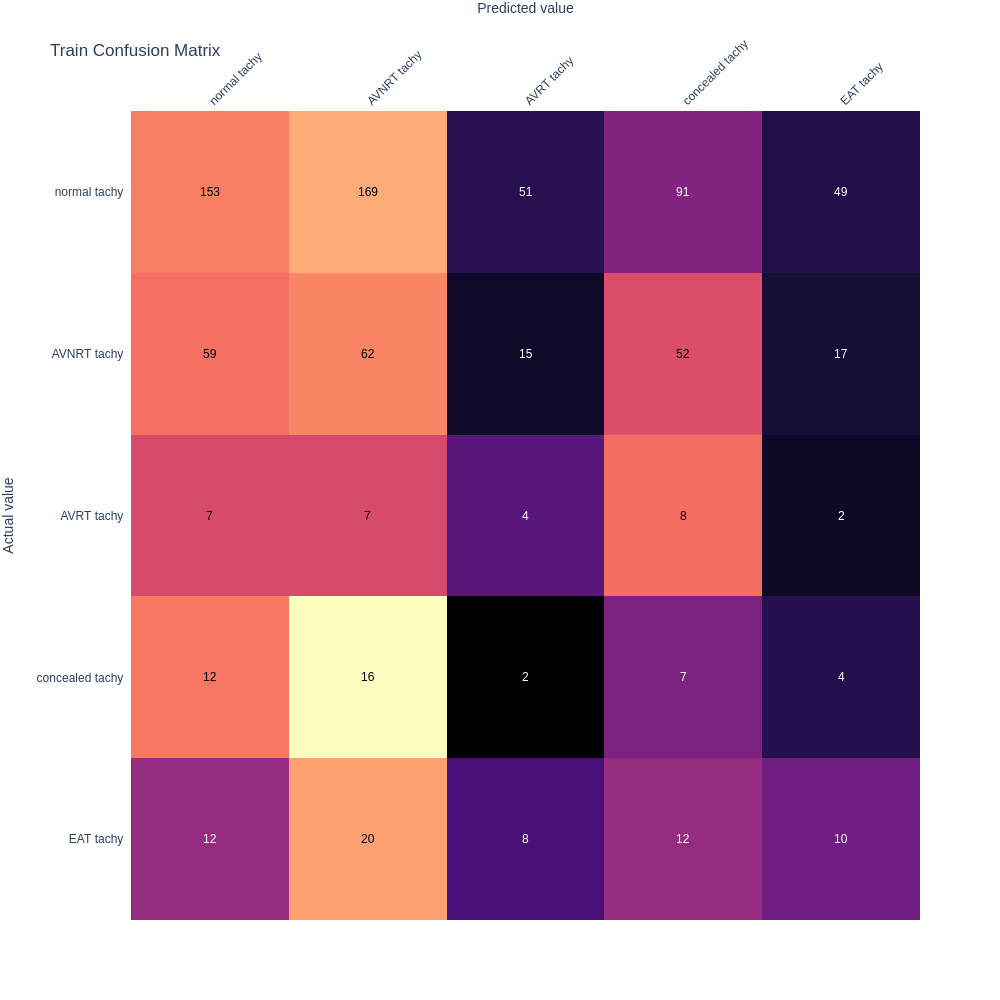 Predicted value
Train Confusion Matrix
normal tachy AVNRT tachy AVRT tachy concealed tachy EAT tachy
normal tachy 153 169 51 91 49
AVNRT tachy 59 62 15 52 17
Actual value
AVRT tachy 7 7 4 8 2
concealed tachy 12 16 2 7 4
EAT tachy 12 20 8 12 10